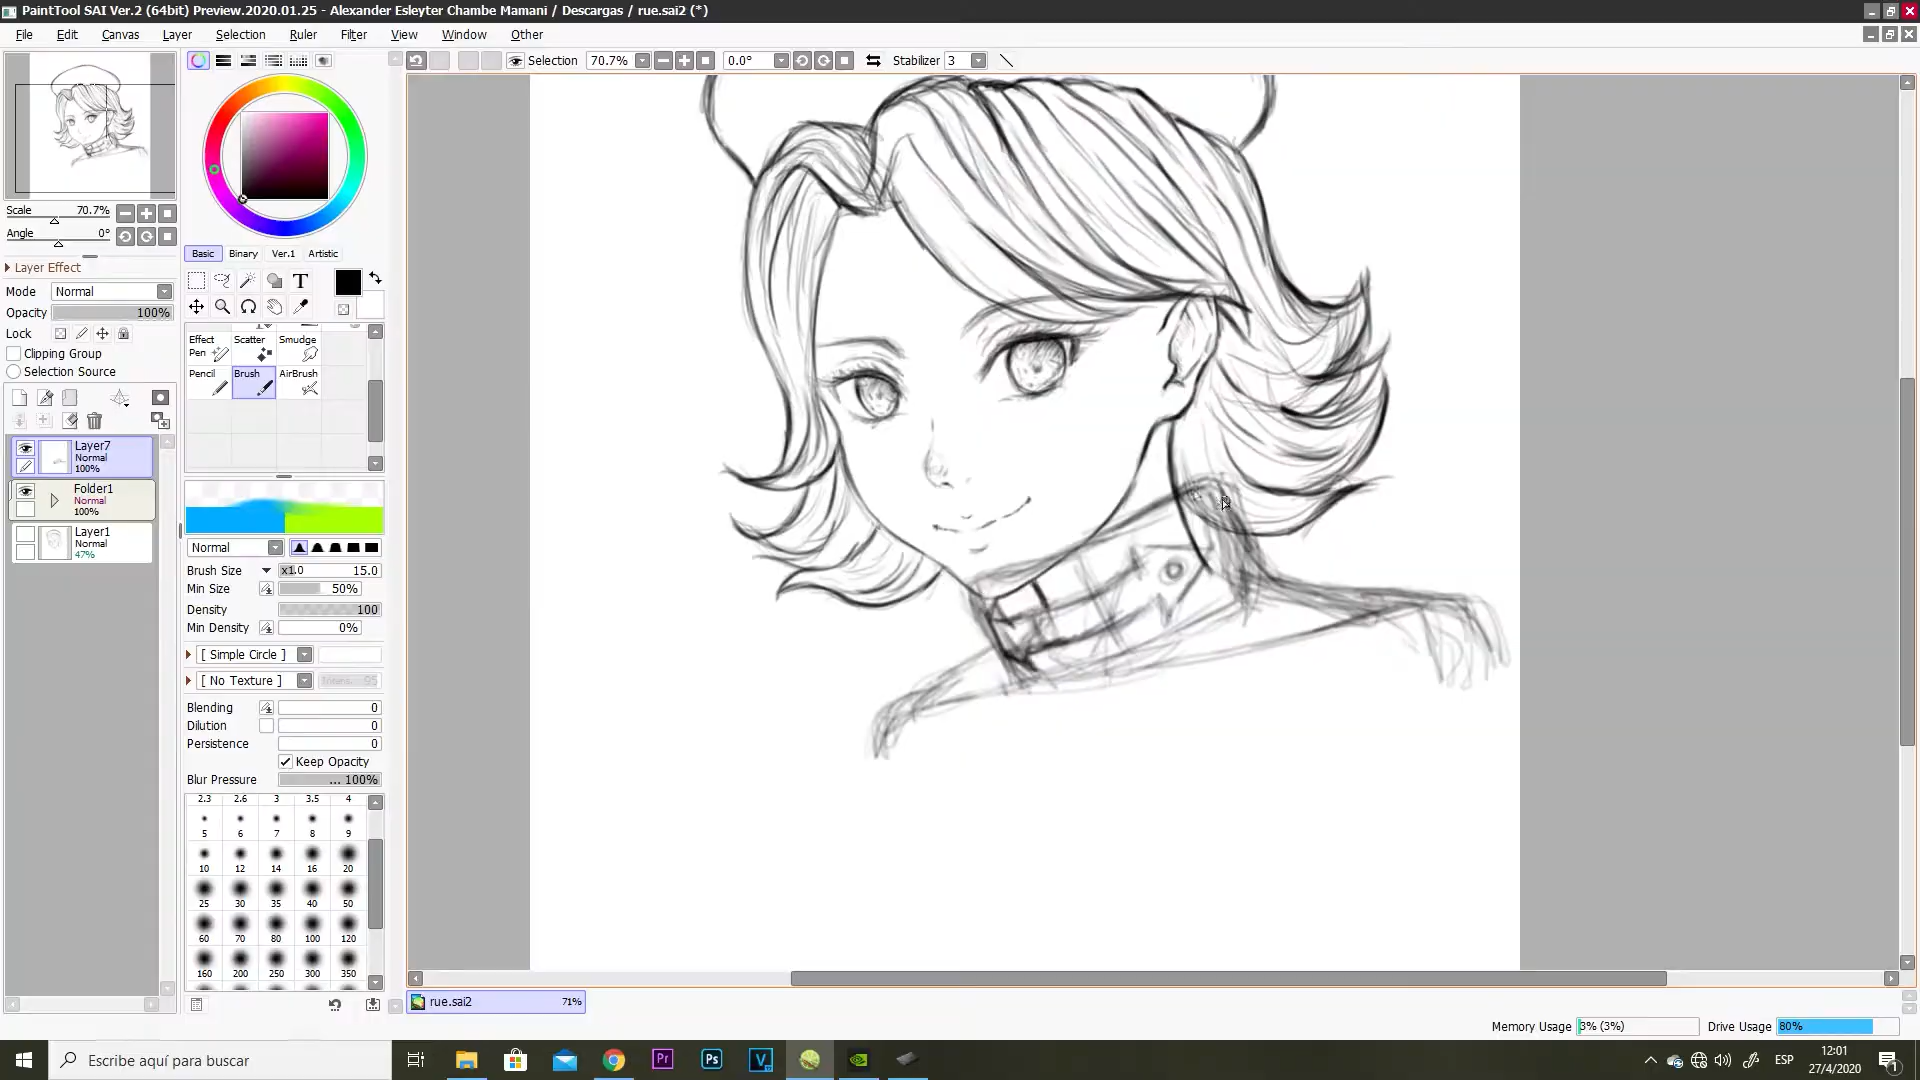 PaintTool SAI Ver.2 (64bit) Preview.2020.01.25 - Alexander Esleyter Chambe Mamani / Descargas / rue.sai2 (*)
File Edit Canvas Layer Selection Ruler Filter View Window Other
Selection 70.7% 0.0° Stabilizer 3
Scale 70.7%
Angle 0°
Layer Effect
Mode Normal
Opacity 100%
Lock
Clipping Group
Selection Source
Layer7
Normal
100%
Folder1
Normal
100%
Layer1
Normal
47%
Basic Binary Ver.1 Artistic
T
Effect Pen Scatter Smudge
Pencil Brush AirBrush
Normal
Brush Size x1.0 15.0
Min Size 50%
Density 100
Min Density 0%
[ Simple Circle ]
[ No Texture ] 95
Blending 0
Dilution 0
Persistence 0
Keep Opacity
Blur Pressure ... 100%
2.3 2.6 3 3.5 4
5 6 7 8 9
10 12 14 16 20
25 30 35 40 50
60 70 80 100 120
160 200 250 300 350
rue.sai2 71%
Memory Usage 3% (3%) Drive Usage 80%
Escribe aquí para buscar
Pr Ps V
ESP
12:01
27/4/2020
1